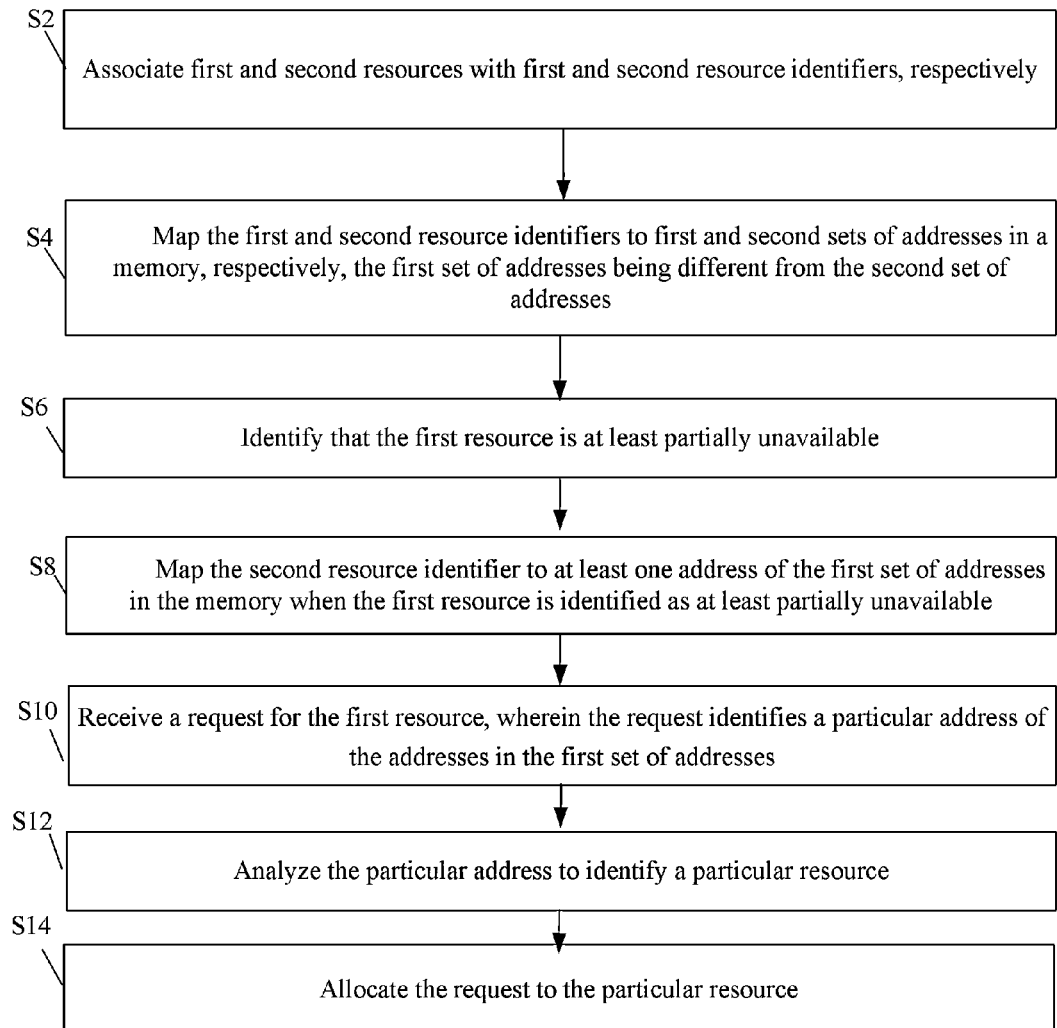 S2
Associate first and second resources with first and second resource identifiers, respectively
S4
Map the first and second resource identifiers to first and second sets of addresses in a
memory, respectively, the first set of addresses being different from the second set of
addresses
S6
Identify that the first resource is at least partially unavailable
S8
Map the second resource identifier to at least one address of the first set of addresses
in the memory when the first resource is identified as at least partially unavailable
S10
Receive a request for the first resource, wherein the request identifies a particular address of
the addresses in the first set of addresses
S12
Analyze the particular address to identify a particular resource
S14
Allocate the request to the particular resource